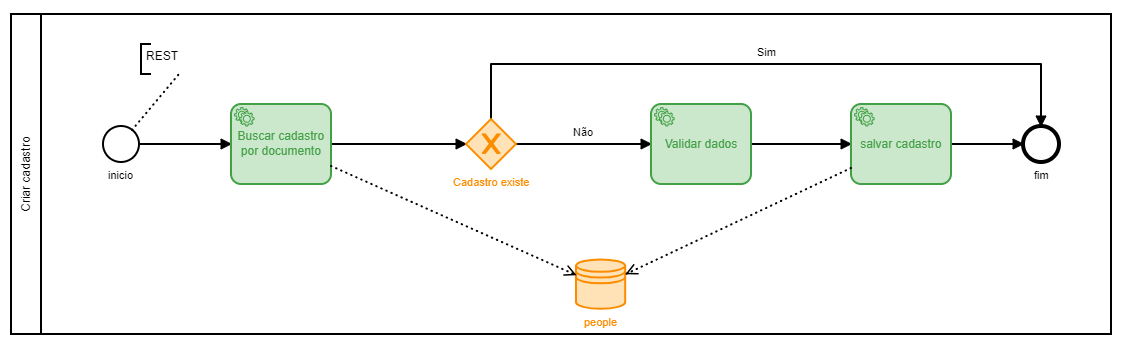 Criar cadastro
REST
inicio
Buscar cadastro
por documento
Cadastro existe
Sim
Não
Validar dados
salvar cadastro
fim
people